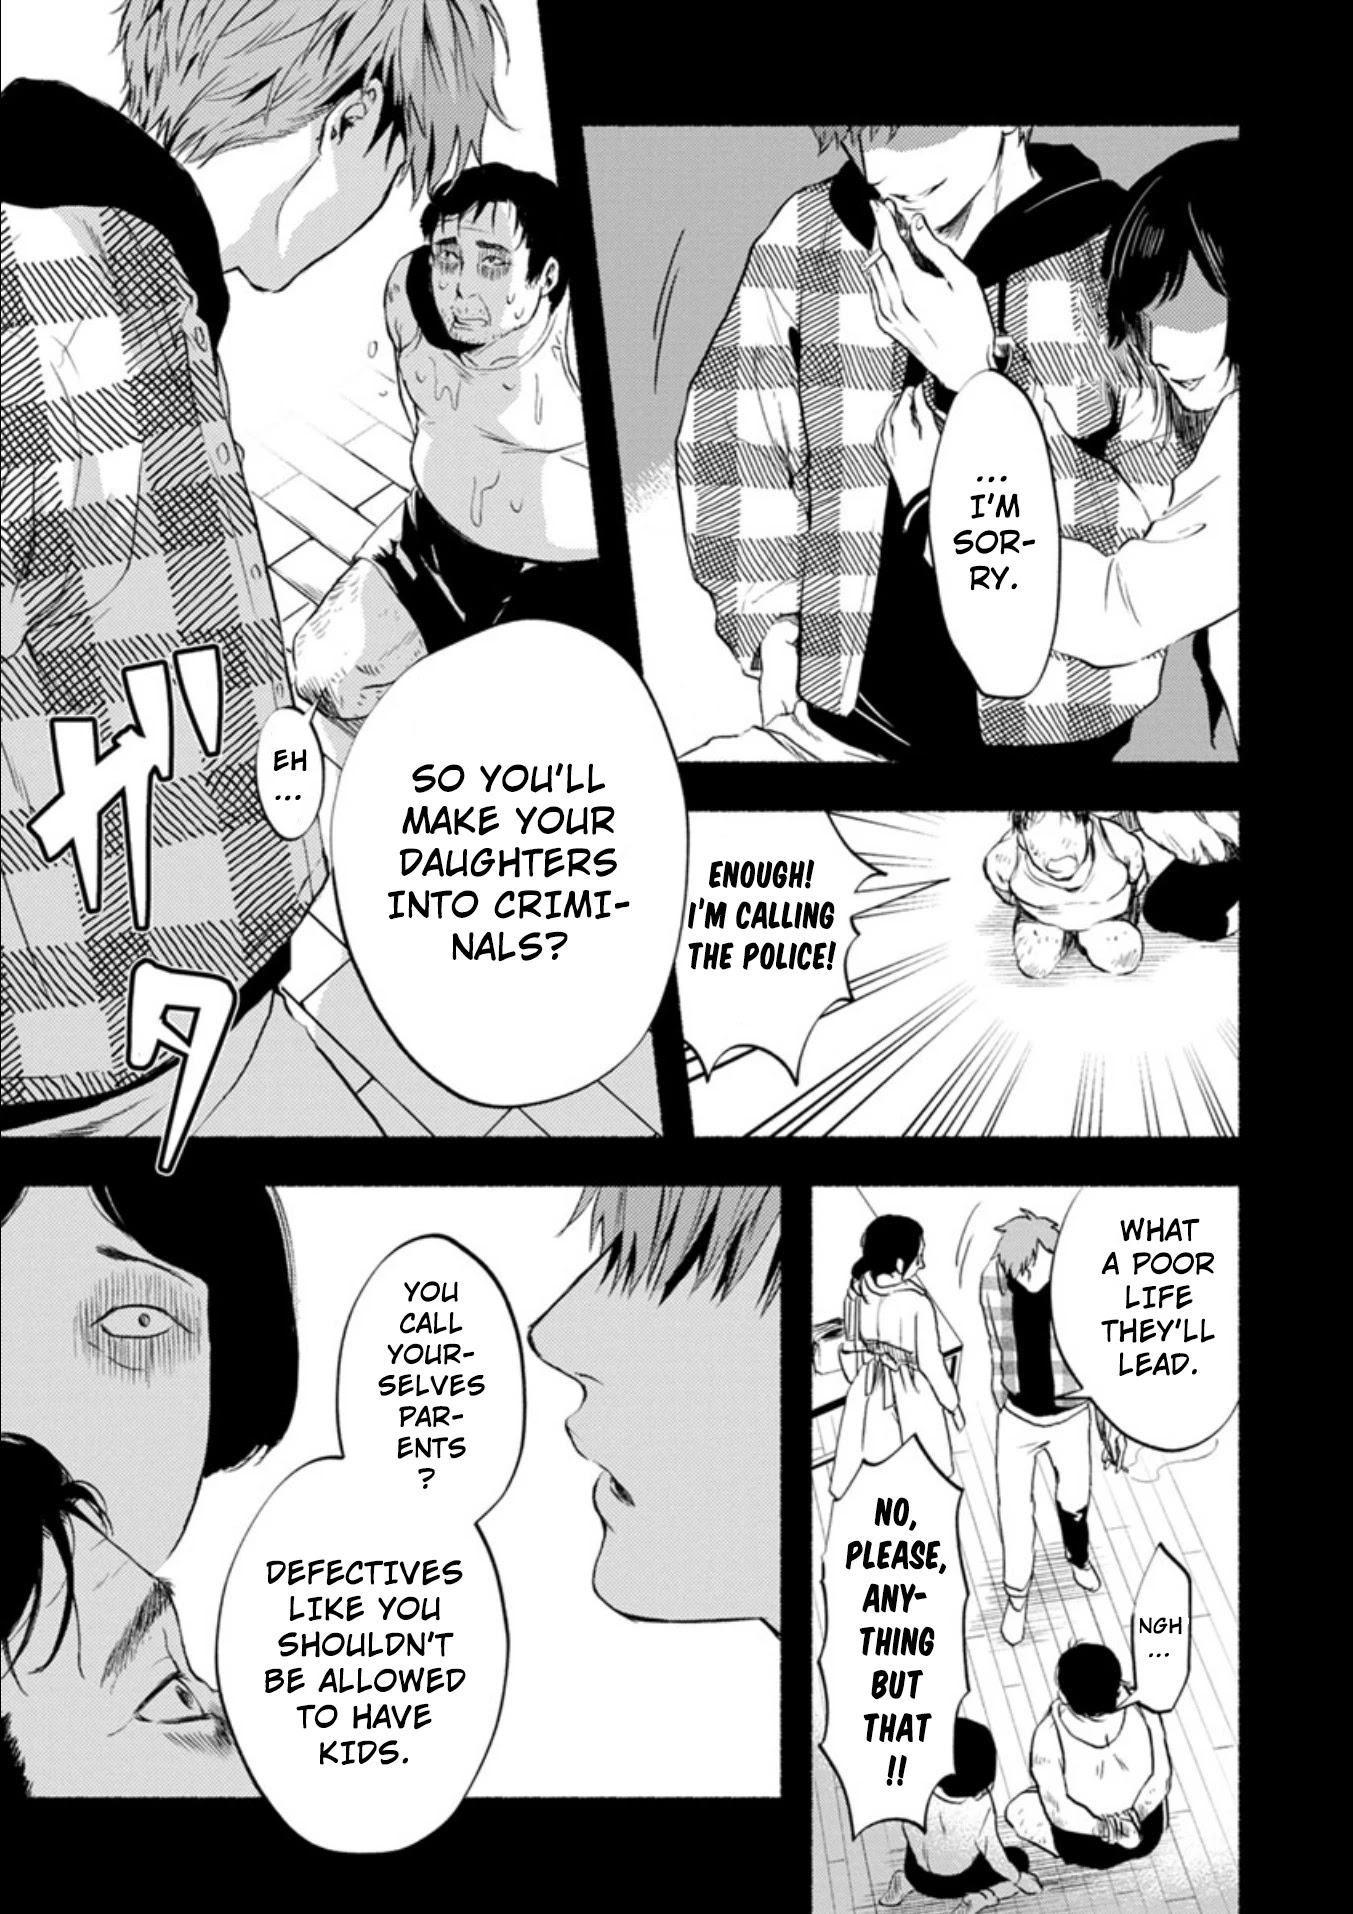 ...
I'M
SOR-
RY.
ENOUGH!
I'M CALLING
THE POLICE!
SO YOU'LL
MAKE YOUR
DAUGHTERS
INTO CRIMI-
NALS?
EH
...
ガタ
WHAT
A POOR
LIFE
THEY'LL
LEAD.
NGH
...
NO,
PLEASE,
ANY-
THING
BUT
THAT
!!
YOU
CALL
YOUR-
SELVES
PAR-
ENTS
?
DEFECTIVES
LIKE YOU
SHOULDN'T
BE ALLOWED
TO HAVE
KIDS.